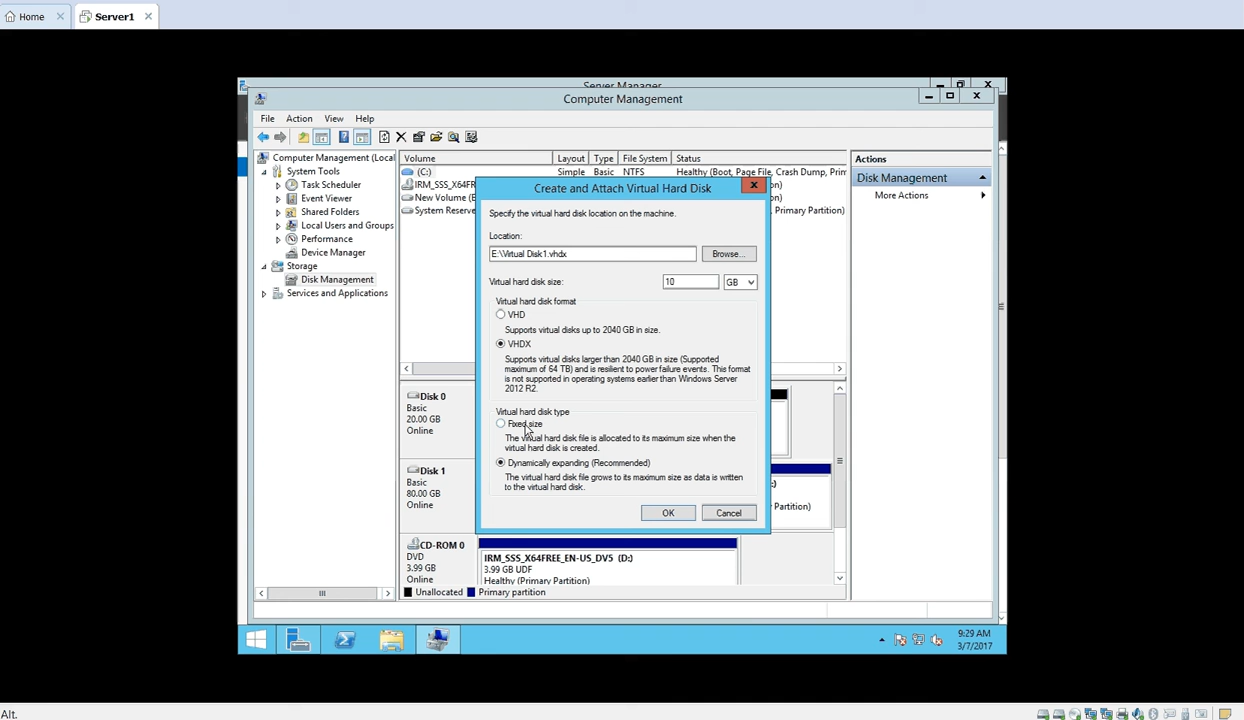 Home
Server1
Server Manager
Computer Management
File Action View Help
Computer Management (Local
System Tools
Task Scheduler
Event Viewer
Shared Folders
Local Users and Groups
Performance
Device Manager
Storage
Disk Management
Services and Applications
Volume Layout Type File System Status
(C:) Simple Basic NTFS Healthy (Boot, Page File, Crash Dump, Prim
IRM_SSS_X64FR
New Volume (E
System Reserve
, Primary Partition)
Actions
Disk Management
More Actions
Create and Attach Virtual Hard Disk
Specify the virtual hard disk location on the machine.
Location:
E:\Virtual Disk1.vhdx Browse...
Virtual hard disk size: 10 GB
Virtual hard disk format
VHD
Supports virtual disks up to 2040 GB in size.
VHDX
Supports virtual disks larger than 2040 GB in size (Supported
maximum of 64 TB) and is resilient to power failure events. This format
is not supported in operating systems earlier than Windows Server
2012 R2.
Virtual hard disk type
Fixed size
The virtual hard disk file is allocated to its maximum size when the
virtual hard disk is created.
Dynamically expanding (Recommended)
The virtual hard disk file grows to its maximum size as data is written
to the virtual hard disk.
OK Cancel
Disk 0
Basic
20.00 GB
Online
Disk 1
Basic
80.00 GB
Online
:)
Partition)
CD-ROM 0
DVD
3.99 GB
Online
IRM_SSS_X64FREE_EN-US_DV5 (D:)
3.99 GB UDF
Healthy (Primary Partition)
Unallocated Primary partition
9:29 AM
3/7/2017
Alt.